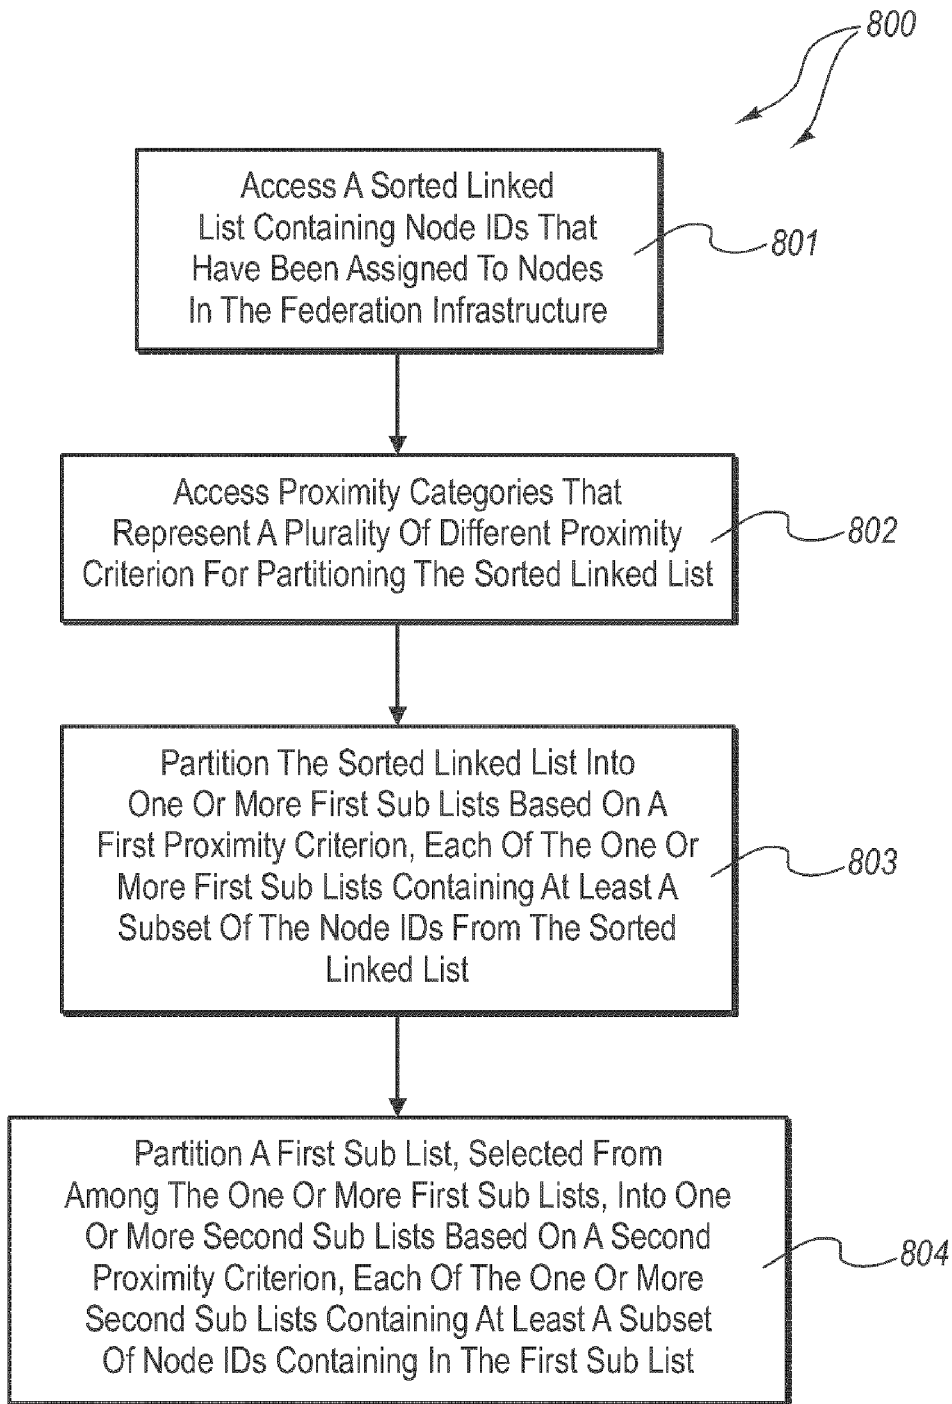 800
Access A Sorted Linked
List Containing Node IDs That
Have Been Assigned To Nodes
In The Federation Infrastructure
801
Access Proximity Categories That
Represent A Plurality Of Different Proximity
Criterion For Partitioning The Sorted Linked List
802
Partition The Sorted Linked List Into
One Or More First Sub Lists Based On A
First Proximity Criterion, Each Of The One Or
More First Sub Lists Containing At Least A
Subset Of The Node IDs From The Sorted
Linked List
803
Partition A First Sub List, Selected From
Among The One Or More First Sub Lists, Into One
Or More Second Sub Lists Based On A Second
Proximity Criterion, Each Of The One Or More
Second Sub Lists Containing At Least A Subset
Of Node IDs Containing In The First Sub List
804